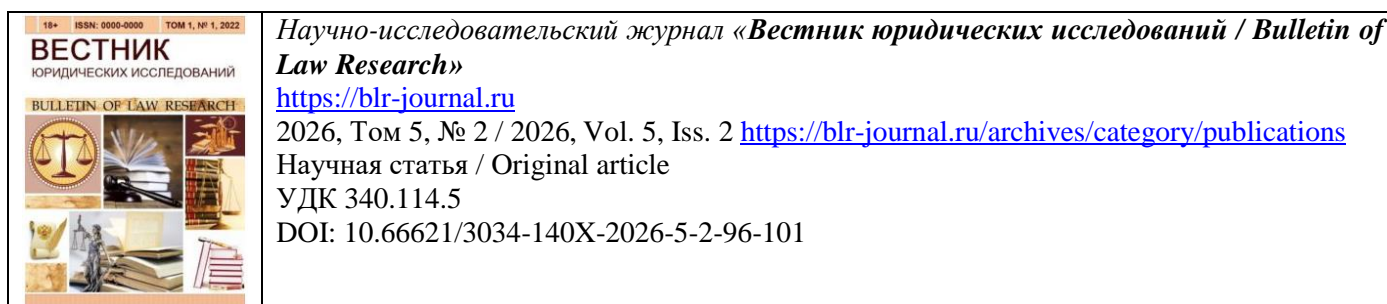 18+ ISSN: 0000-0000 ТОМ 1, № 1, 2022
ВЕСТНИК
ЮРИДИЧЕСКИХ ИССЛЕДОВАНИЙ
BULLETIN OF LAW RESEARCH
Научно-исследовательский журнал «Вестник юридических исследований / Bulletin of
Law Research»
https://blr-journal.ru
2026, Том 5, № 2 / 2026, Vol. 5, Iss. 2 https://blr-journal.ru/archives/category/publications
Научная статья / Original article
УДК 340.114.5
DOI: 10.66621/3034-140X-2026-5-2-96-101